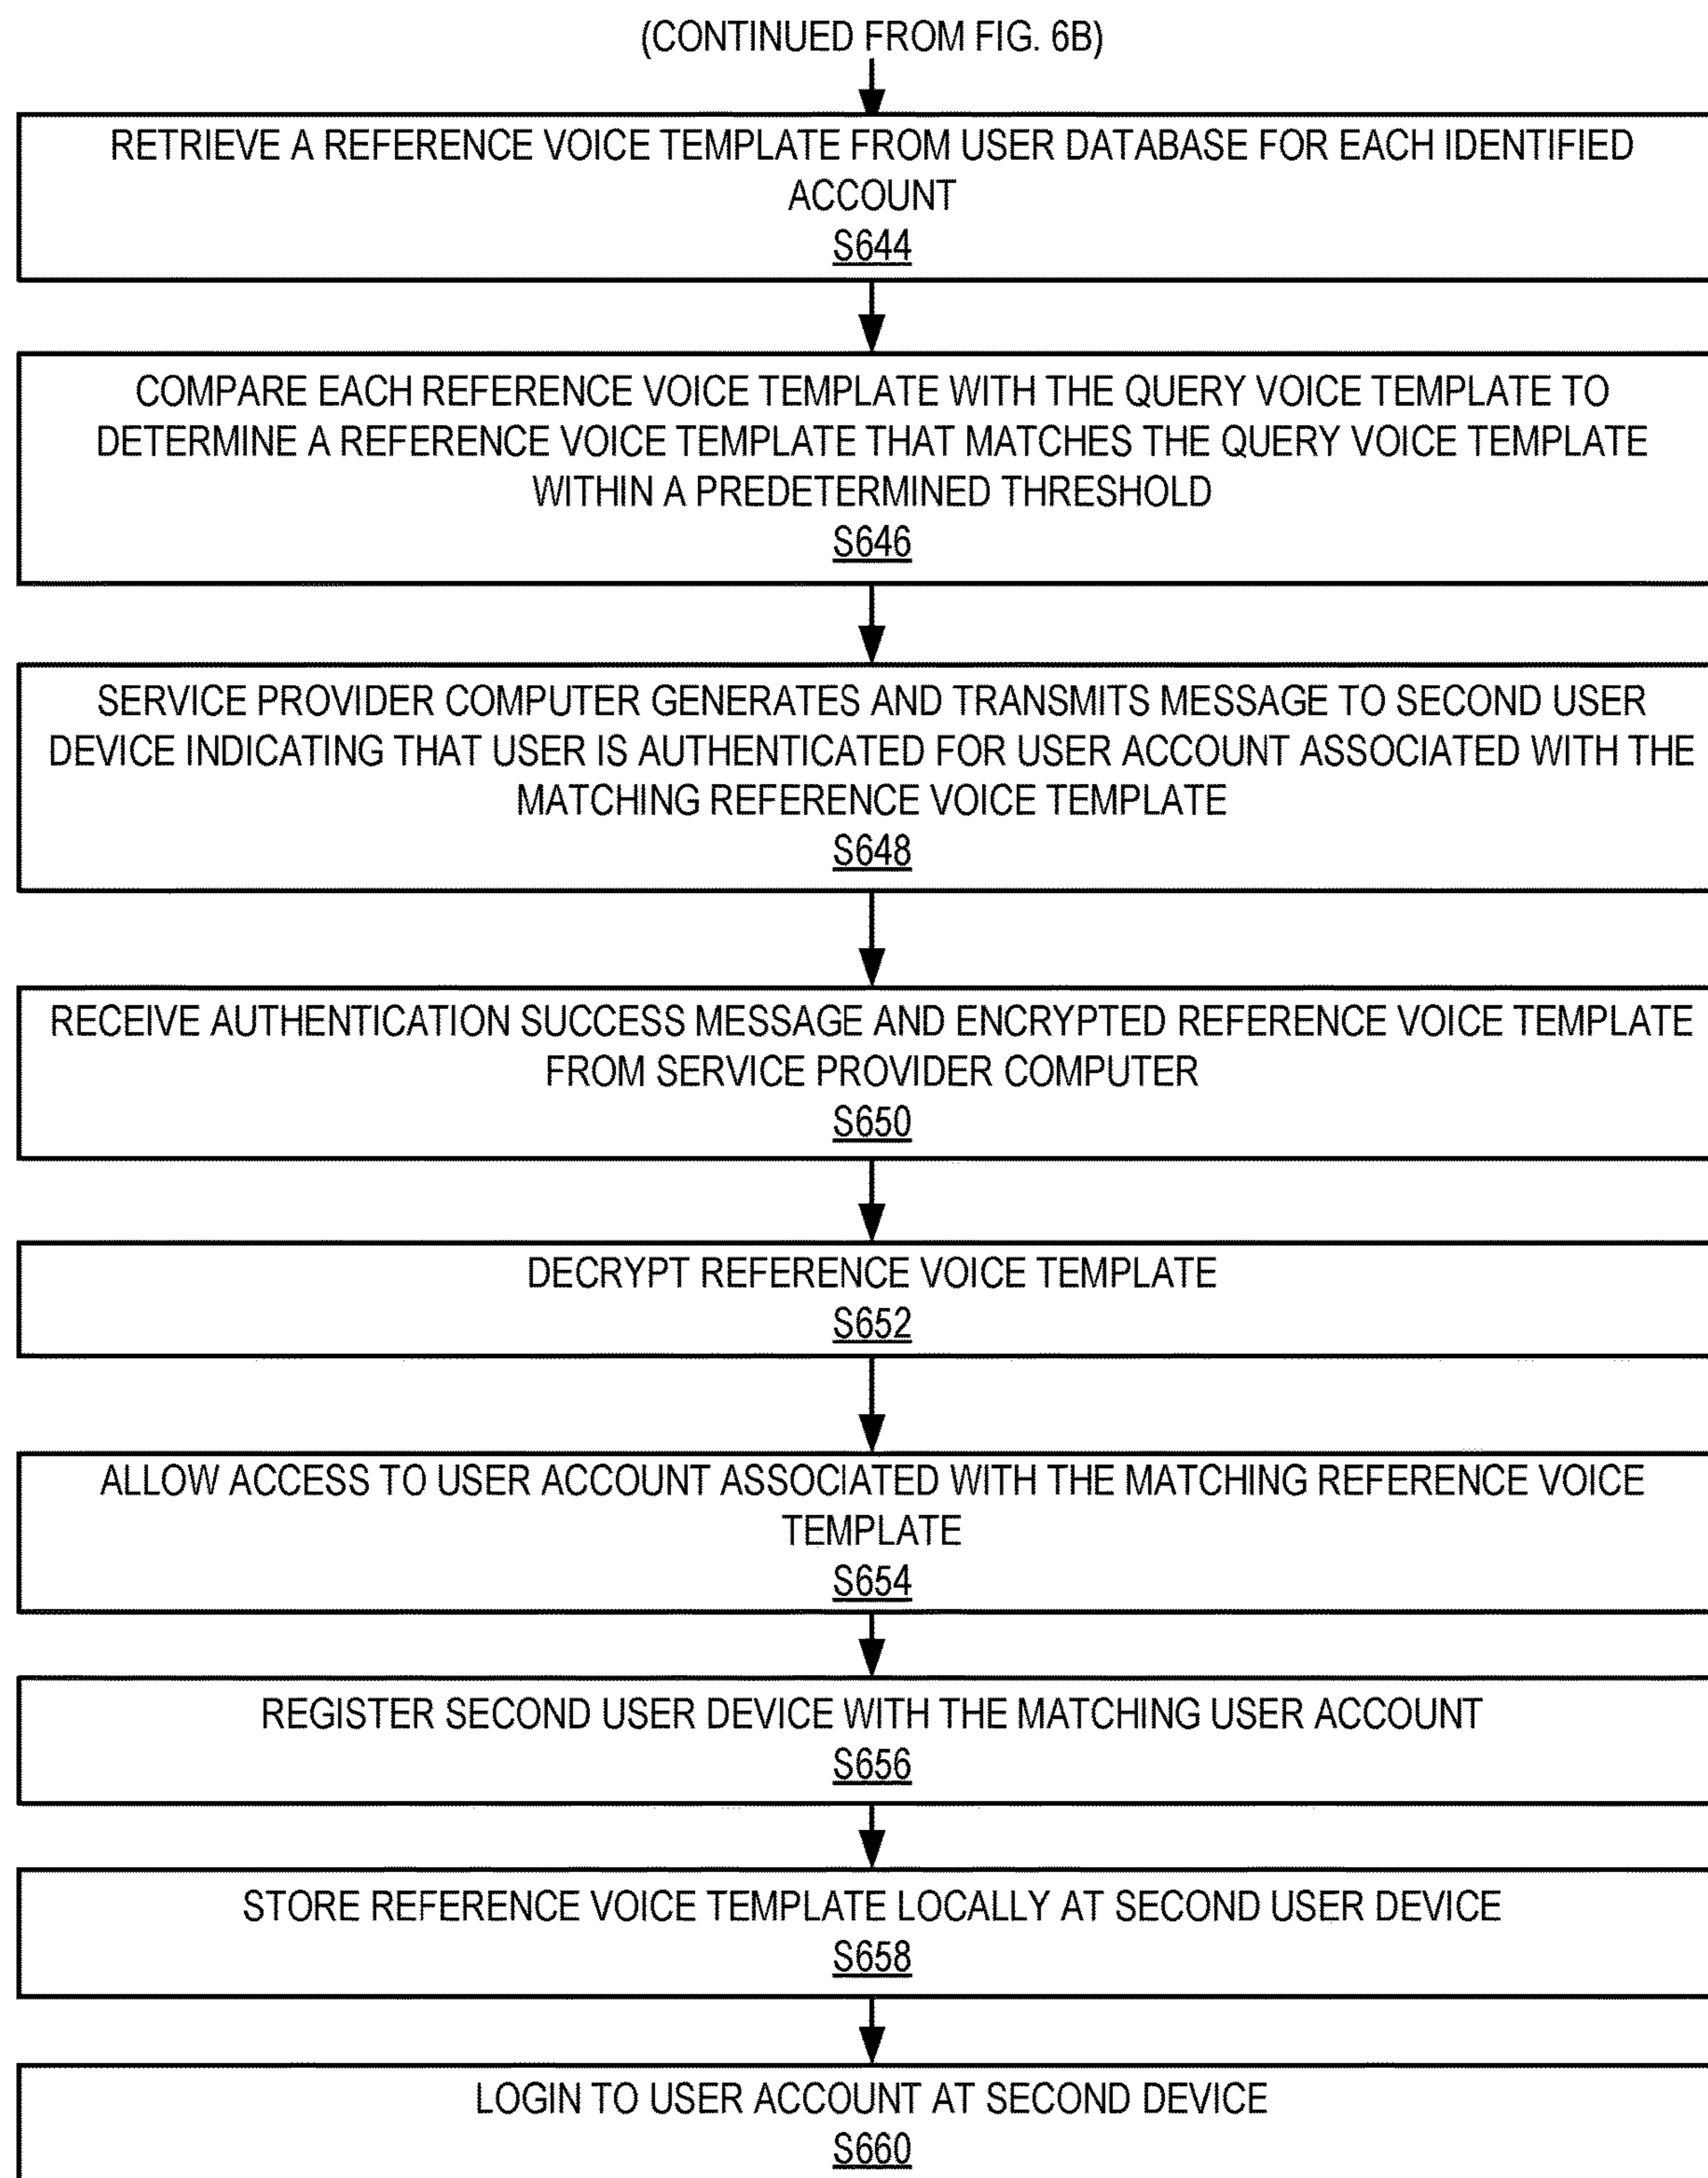 (CONTINUED FROM FIG. 6B)
RETRIEVE A REFERENCE VOICE TEMPLATE FROM USER DATABASE FOR EACH IDENTIFIED
ACCOUNT
S644
COMPARE EACH REFERENCE VOICE TEMPLATE WITH THE QUERY VOICE TEMPLATE TO
DETERMINE A REFERENCE VOICE TEMPLATE THAT MATCHES THE QUERY VOICE TEMPLATE
WITHIN A PREDETERMINED THRESHOLD
S646
SERVICE PROVIDER COMPUTER GENERATES AND TRANSMITS MESSAGE TO SECOND USER
DEVICE INDICATING THAT USER IS AUTHENTICATED FOR USER ACCOUNT ASSOCIATED WITH THE
MATCHING REFERENCE VOICE TEMPLATE
S648
RECEIVE AUTHENTICATION SUCCESS MESSAGE AND ENCRYPTED REFERENCE VOICE TEMPLATE
FROM SERVICE PROVIDER COMPUTER
S650
DECRYPT REFERENCE VOICE TEMPLATE
S652
ALLOW ACCESS TO USER ACCOUNT ASSOCIATED WITH THE MATCHING REFERENCE VOICE
TEMPLATE
S654
REGISTER SECOND USER DEVICE WITH THE MATCHING USER ACCOUNT
S656
STORE REFERENCE VOICE TEMPLATE LOCALLY AT SECOND USER DEVICE
S658
LOGIN TO USER ACCOUNT AT SECOND DEVICE
S660